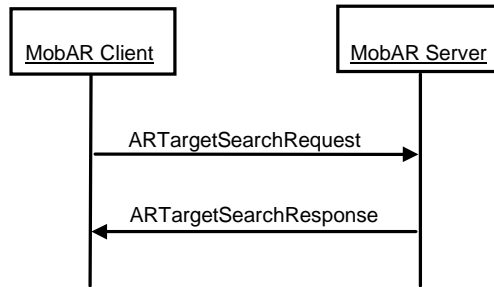 MobAR Client
MobAR Server
ARTargetSearchRequest
ARTargetSearchResponse